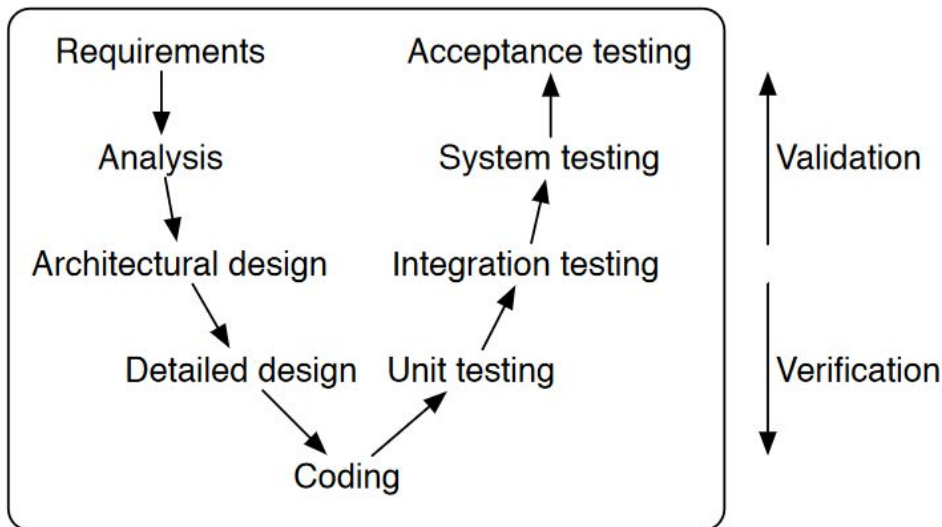 Requirements
Acceptance testing
Analysis
System testing
Validation
Architectural design
Integration testing
Detailed design
Unit testing
Verification
Coding